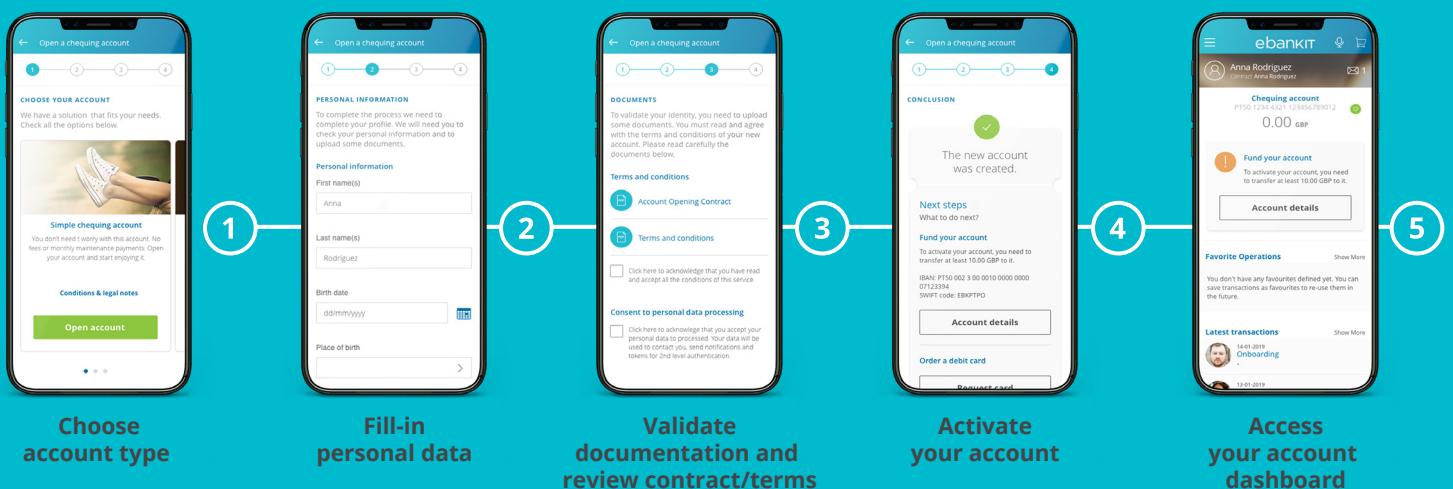 Open a chequing account
1 2 3 4
CHOOSE YOUR ACCOUNT
We have a solution that fits your needs.
Check all the options below.
Simple chequing account
You don't need t worry with this account. No
fees or monthly maintenance payments. Open
your account and start enjoying it.
Conditions & legal notes
Open account
Choose
account type
1
Open a chequing account
1 2 3 4
PERSONAL INFORMATION
To complete the process we need to
complete your profile. We will need you to
check your personal information and to
upload some documents.
Personal information
First name(s)
Anna
Last name(s)
Rodríguez
Birth date
dd/mm/yyyy
Place of birth
Fill-in
personal data
2
Open a chequing account
1 2 3 4
DOCUMENTS
To validate your identity, you need to upload
some documents. You must read and agree
with the terms and conditions of your new
account. Please read carefully the
documents below.
Terms and conditions
Account Opening Contract
Terms and conditions
Click here to acknowledge that you have read
and accept all the conditions of this service
Consent to personal data processing
Click here to acknowlege that you accept your
personal data to processed. Your data will be
used to contact you, send notifications and
tokens for 2nd level authentication.
Validate
documentation and
review contract/terms
3
Open a chequing account
1 2 3 4
CONCLUSION
The new account
was created.
Next steps
What to do next?
Fund your account
To activate your account, you need to
transfer at least 10.00 GBP to it.
IBAN: PT50 002 3 00 0010 0000 0000
07123394
SWIFT code: EBKPTPO
Account details
Order a debit card
Request card
Activate
your account
4
ebankIT
Anna Rodriguez
Contract Anna Rodriguez
1
Chequing account
PT50 1234 4321 123456789012
0.00 GBP
Fund your account
To activate your account, you need
to transfer at least 10.00 GBP to it.
Account details
Favorite Operations Show More
You don't have any favourites defined yet. You can
save transactions as favourites to re-use them in
the future.
Latest transactions Show More
14-01-2019
Onboarding
-
13-01-2019
Access
your account
dashboard
5